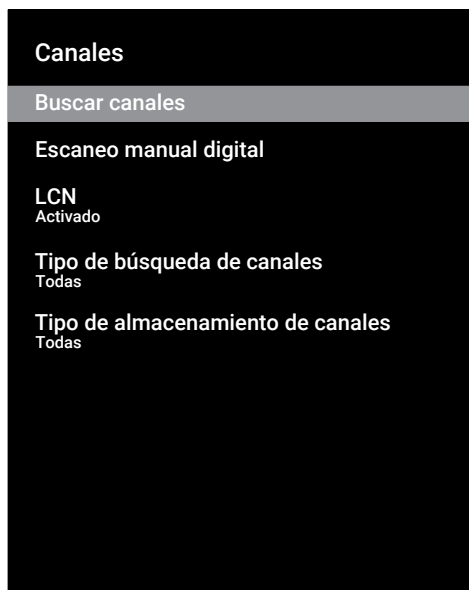 Canales
Buscar canales
Escaneo manual digital
LCN
Activado
Tipo de búsqueda de canales
Todas
Tipo de almacenamiento de canales
Todas